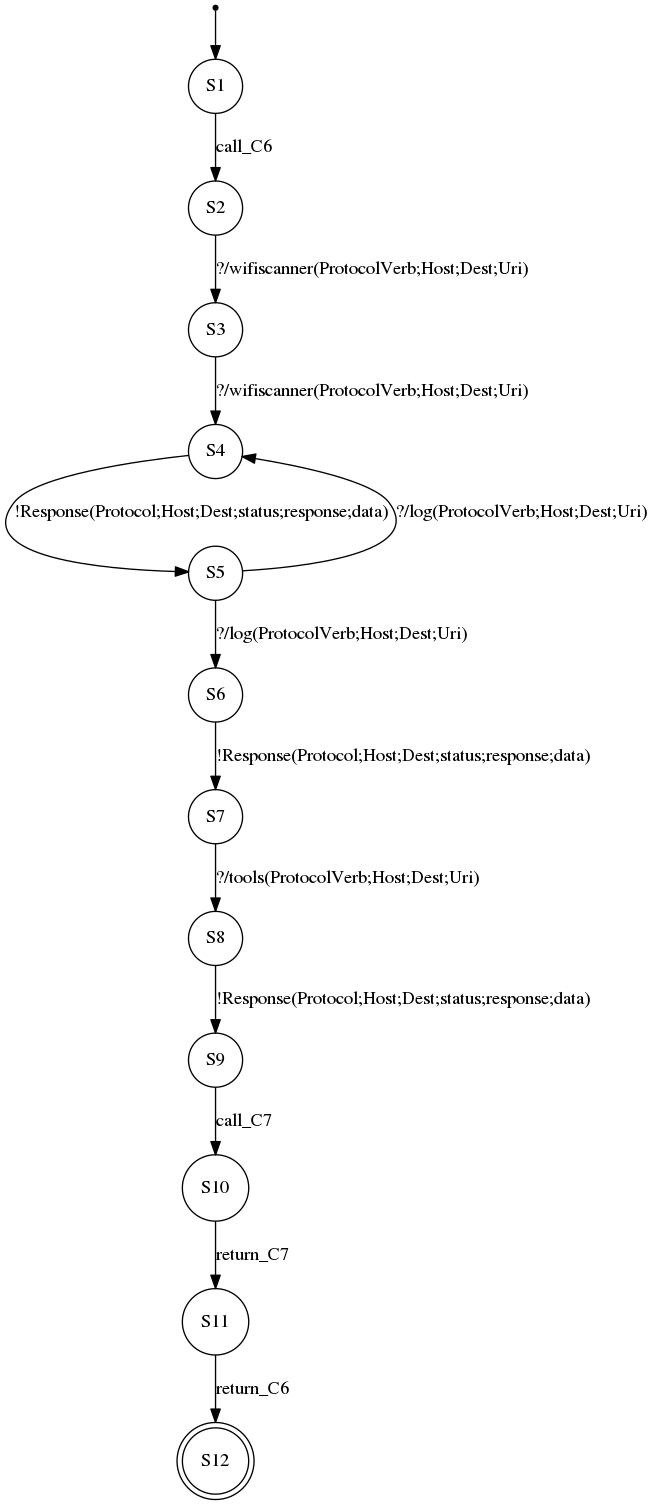 S1
call_C6
S2
?/wifiscanner(ProtocolVerb;Host;Dest;Uri)
S3
?/wifiscanner(ProtocolVerb;Host;Dest;Uri)
S4
!Response(Protocol;Host;Dest;status;response;data)
?/log(ProtocolVerb;Host;Dest;Uri)
S5
?/log(ProtocolVerb;Host;Dest;Uri)
S6
!Response(Protocol;Host;Dest;status;response;data)
S7
?/tools(ProtocolVerb;Host;Dest;Uri)
S8
!Response(Protocol;Host;Dest;status;response;data)
S9
call_C7
S10
return_C7
S11
return_C6
S12